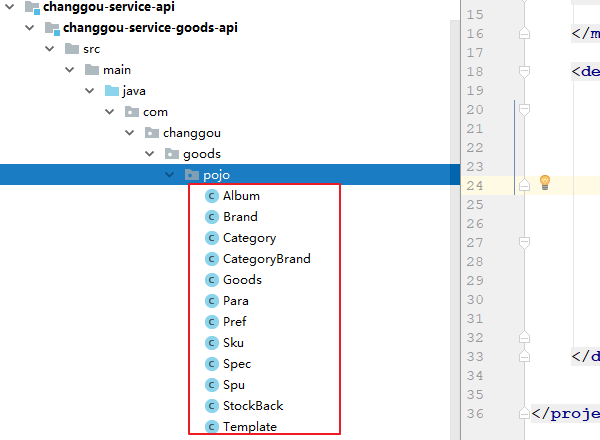 changgou-service-api
changgou-service-goods-api
src
main
java
com
changgou
goods
pojo
Album
Brand
Category
CategoryBrand
Goods
Para
Pref
Sku
Spec
Spu
StockBack
Template
15
16 </m
17
18 <de
19
20
21
22
23
24
25
26
27
28
29
30
31
32
33 </d
34
35
36 </proje